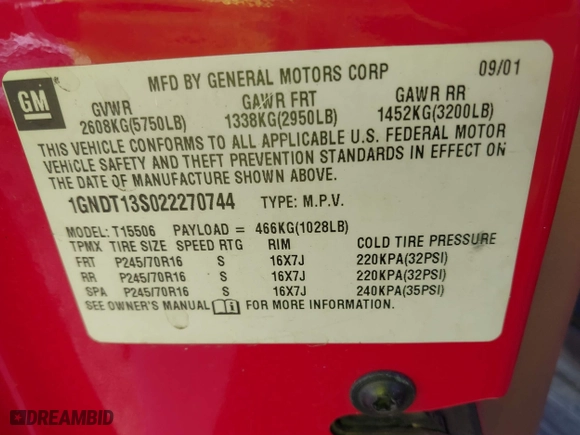 GM
MFD BY GENERAL MOTORS CORP 09/01
GVWR GAWR FRT GAWR RR
2608KG(5750LB) 1338KG(2950LB) 1452KG(3200LB)
THIS VEHICLE CONFORMS TO ALL APPLICABLE U.S. FEDERAL MOTOR
VEHICLE SAFETY AND THEFT PREVENTION STANDARDS IN EFFECT ON
THE DATE OF MANUFACTURE SHOWN ABOVE.
1GNDT13S022270744 TYPE: M.P.V.
MODEL: T15506 PAYLOAD = 466KG(1028LB)
TPMX TIRE SIZE SPEED RTG RIM COLD TIRE PRESSURE
FRT P245/70R16 S 16X7J 220KPA(32PSI)
RR P245/70R16 S 16X7J 220KPA(32PSI)
SPA P245/70R16 S 16X7J 240KPA(35PSI)
SEE OWNER'S MANUAL FOR MORE INFORMATION.
DREAMBID